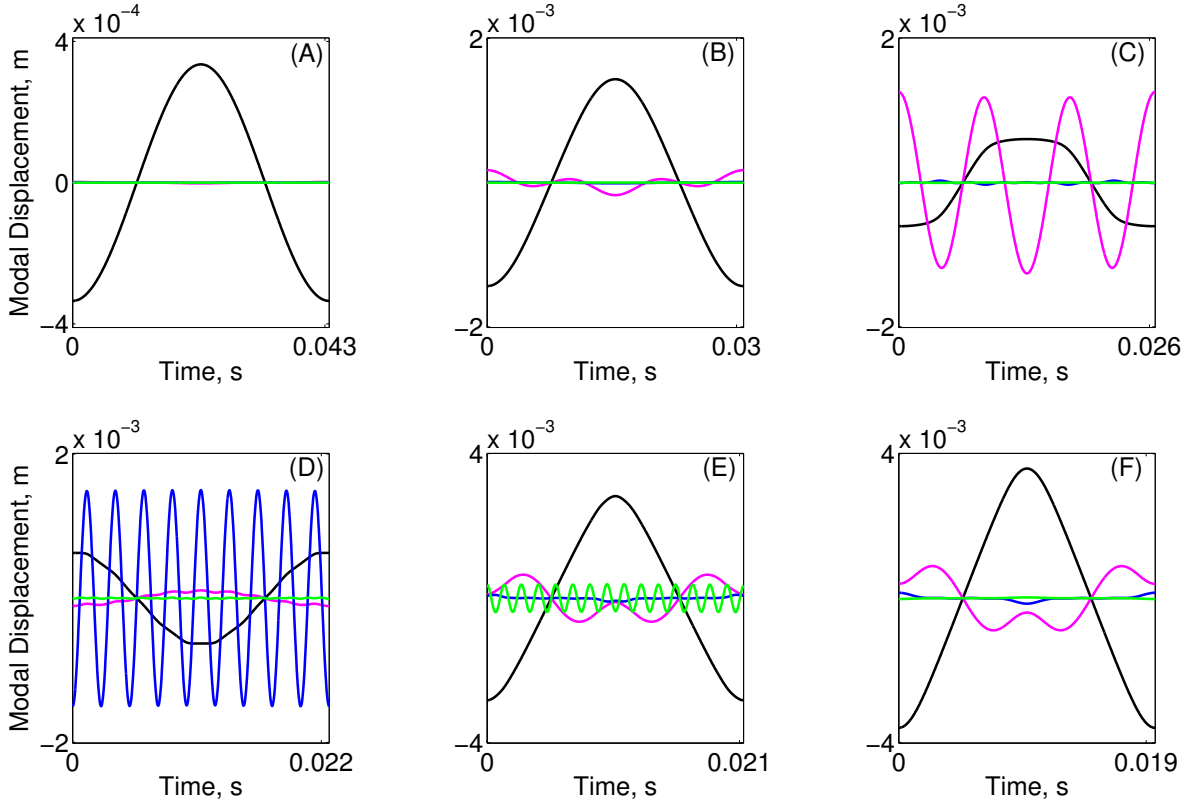 x 10⁻⁴
4
(A)
0
−4
0
0.043
Modal Displacement, m
Time, s
x 10⁻³
2
(B)
−2
0
0.03
Time, s
x 10⁻³
2
(C)
−2
0
0.026
Time, s
x 10⁻³
2
(D)
−2
0
0.022
Modal Displacement, m
Time, s
x 10⁻³
4
(E)
−4
0
0.021
Time, s
x 10⁻³
4
(F)
−4
0
0.019
Time, s